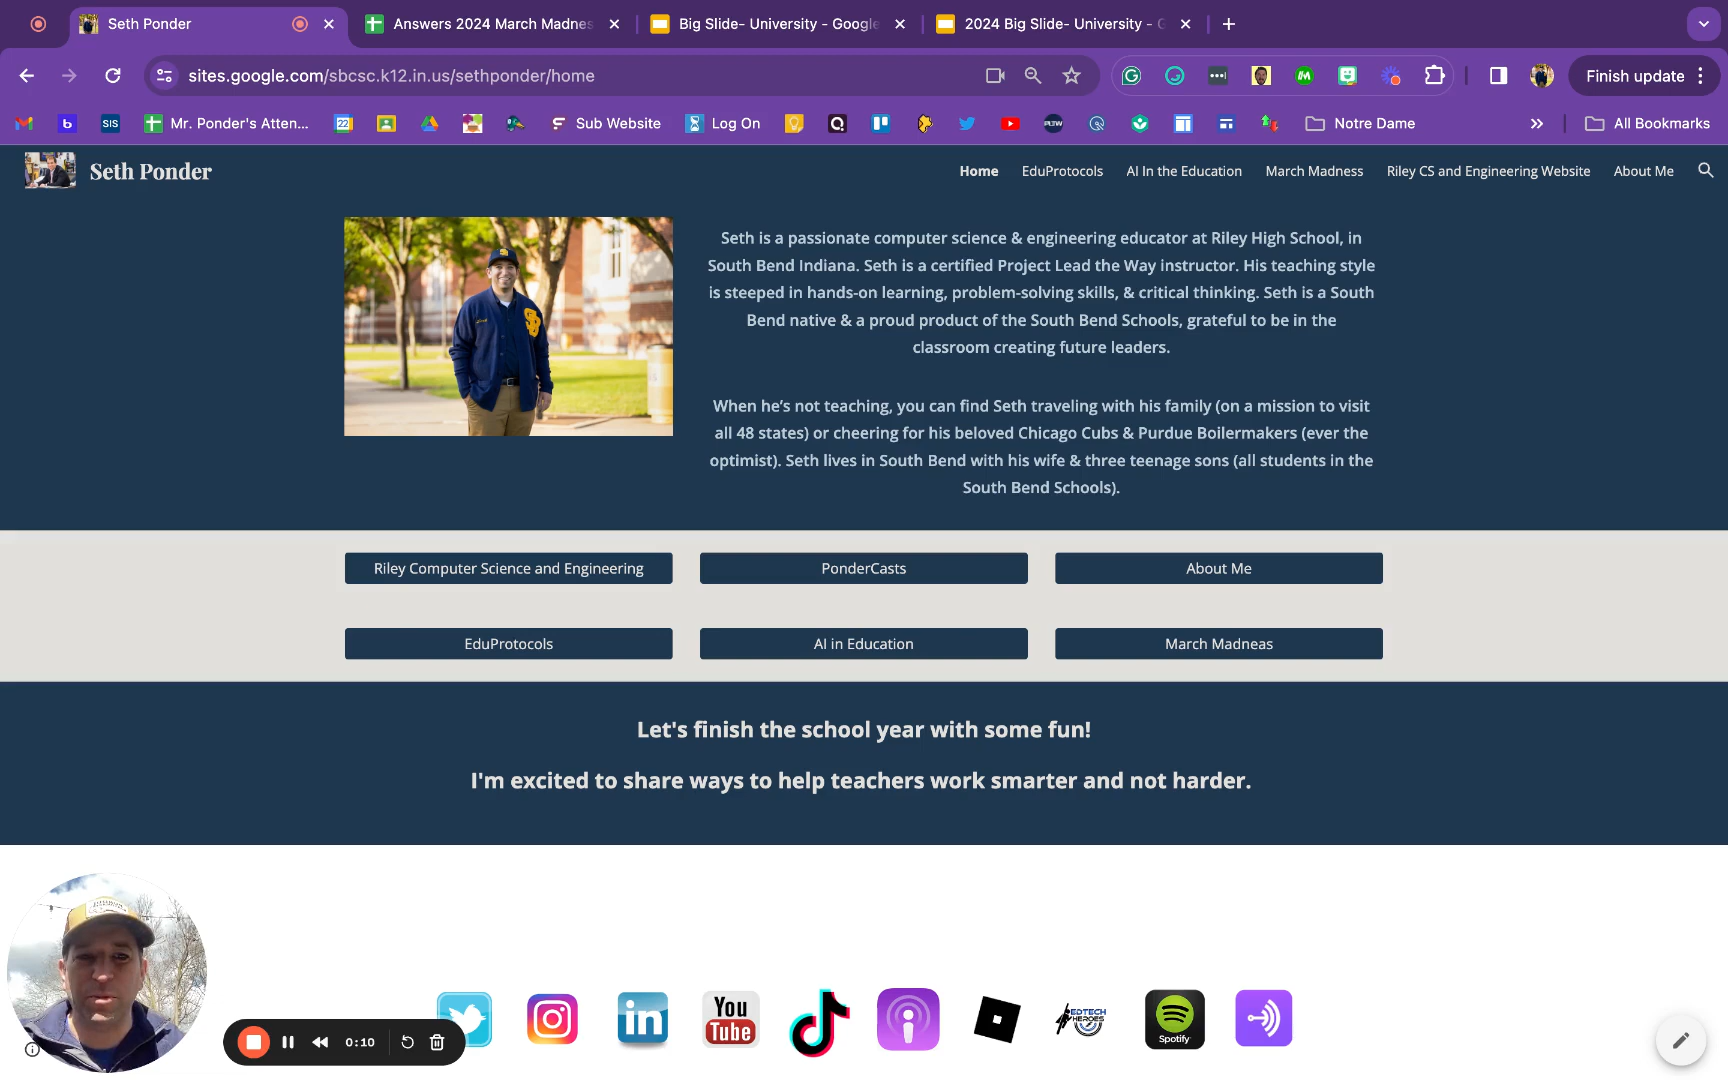 Seth Ponder
Answers 2024 March Madnes
Big Slide- University - Google
2024 Big Slide- University - G
sites.google.com/sbcsc.k12.in.us/sethponder/home
Finish update
b
SIS
Mr. Ponder's Atten...
22
Sub Website
Log On
Notre Dame
All Bookmarks
Seth Ponder
Home
EduProtocols
AI In the Education
March Madness
Riley CS and Engineering Website
About Me
Seth is a passionate computer science & engineering educator at Riley High School, in
South Bend Indiana. Seth is a certified Project Lead the Way instructor. His teaching style
is steeped in hands-on learning, problem-solving skills, & critical thinking. Seth is a South
Bend native & a proud product of the South Bend Schools, grateful to be in the
classroom creating future leaders.
When he's not teaching, you can find Seth traveling with his family (on a mission to visit
all 48 states) or cheering for his beloved Chicago Cubs & Purdue Boilermakers (ever the
optimist). Seth lives in South Bend with his wife & three teenage sons (all students in the
South Bend Schools).
Riley Computer Science and Engineering
PonderCasts
About Me
EduProtocols
AI in Education
March Madneas
Let's finish the school year with some fun!
I'm excited to share ways to help teachers work smarter and not harder.
in
You
Tube
EDTECH
HEROES
Spotify
0:10